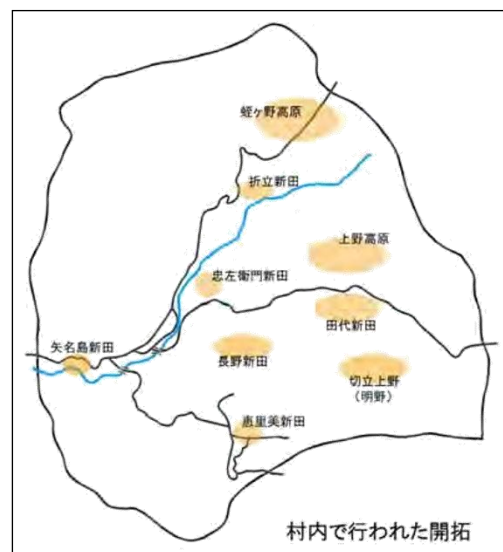 蛭ヶ野高原
折立新田
上野高原
忠左衛門新田
田代新田
矢名島新田
長野新田
切立上野
(明野)
恵里美新田
村内で行われた開拓